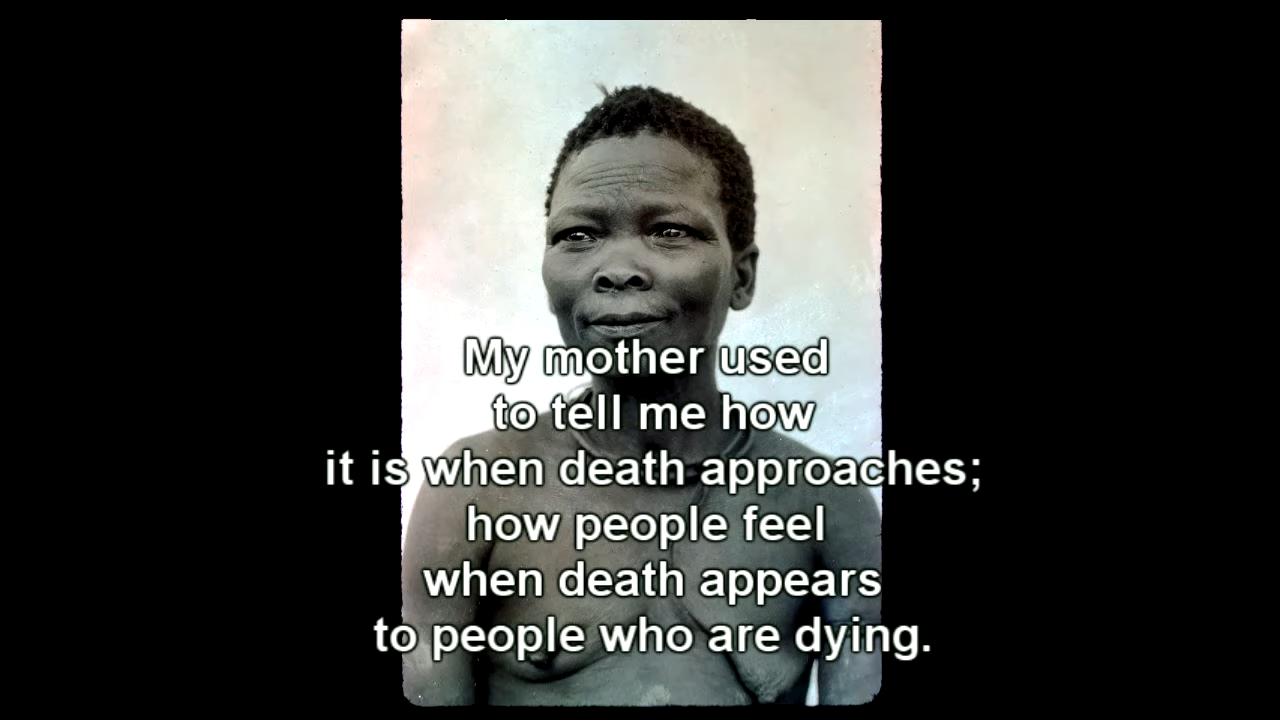 My mother used
to tell me how
it is when death approaches;
how people feel
when death appears
to people who are dying.